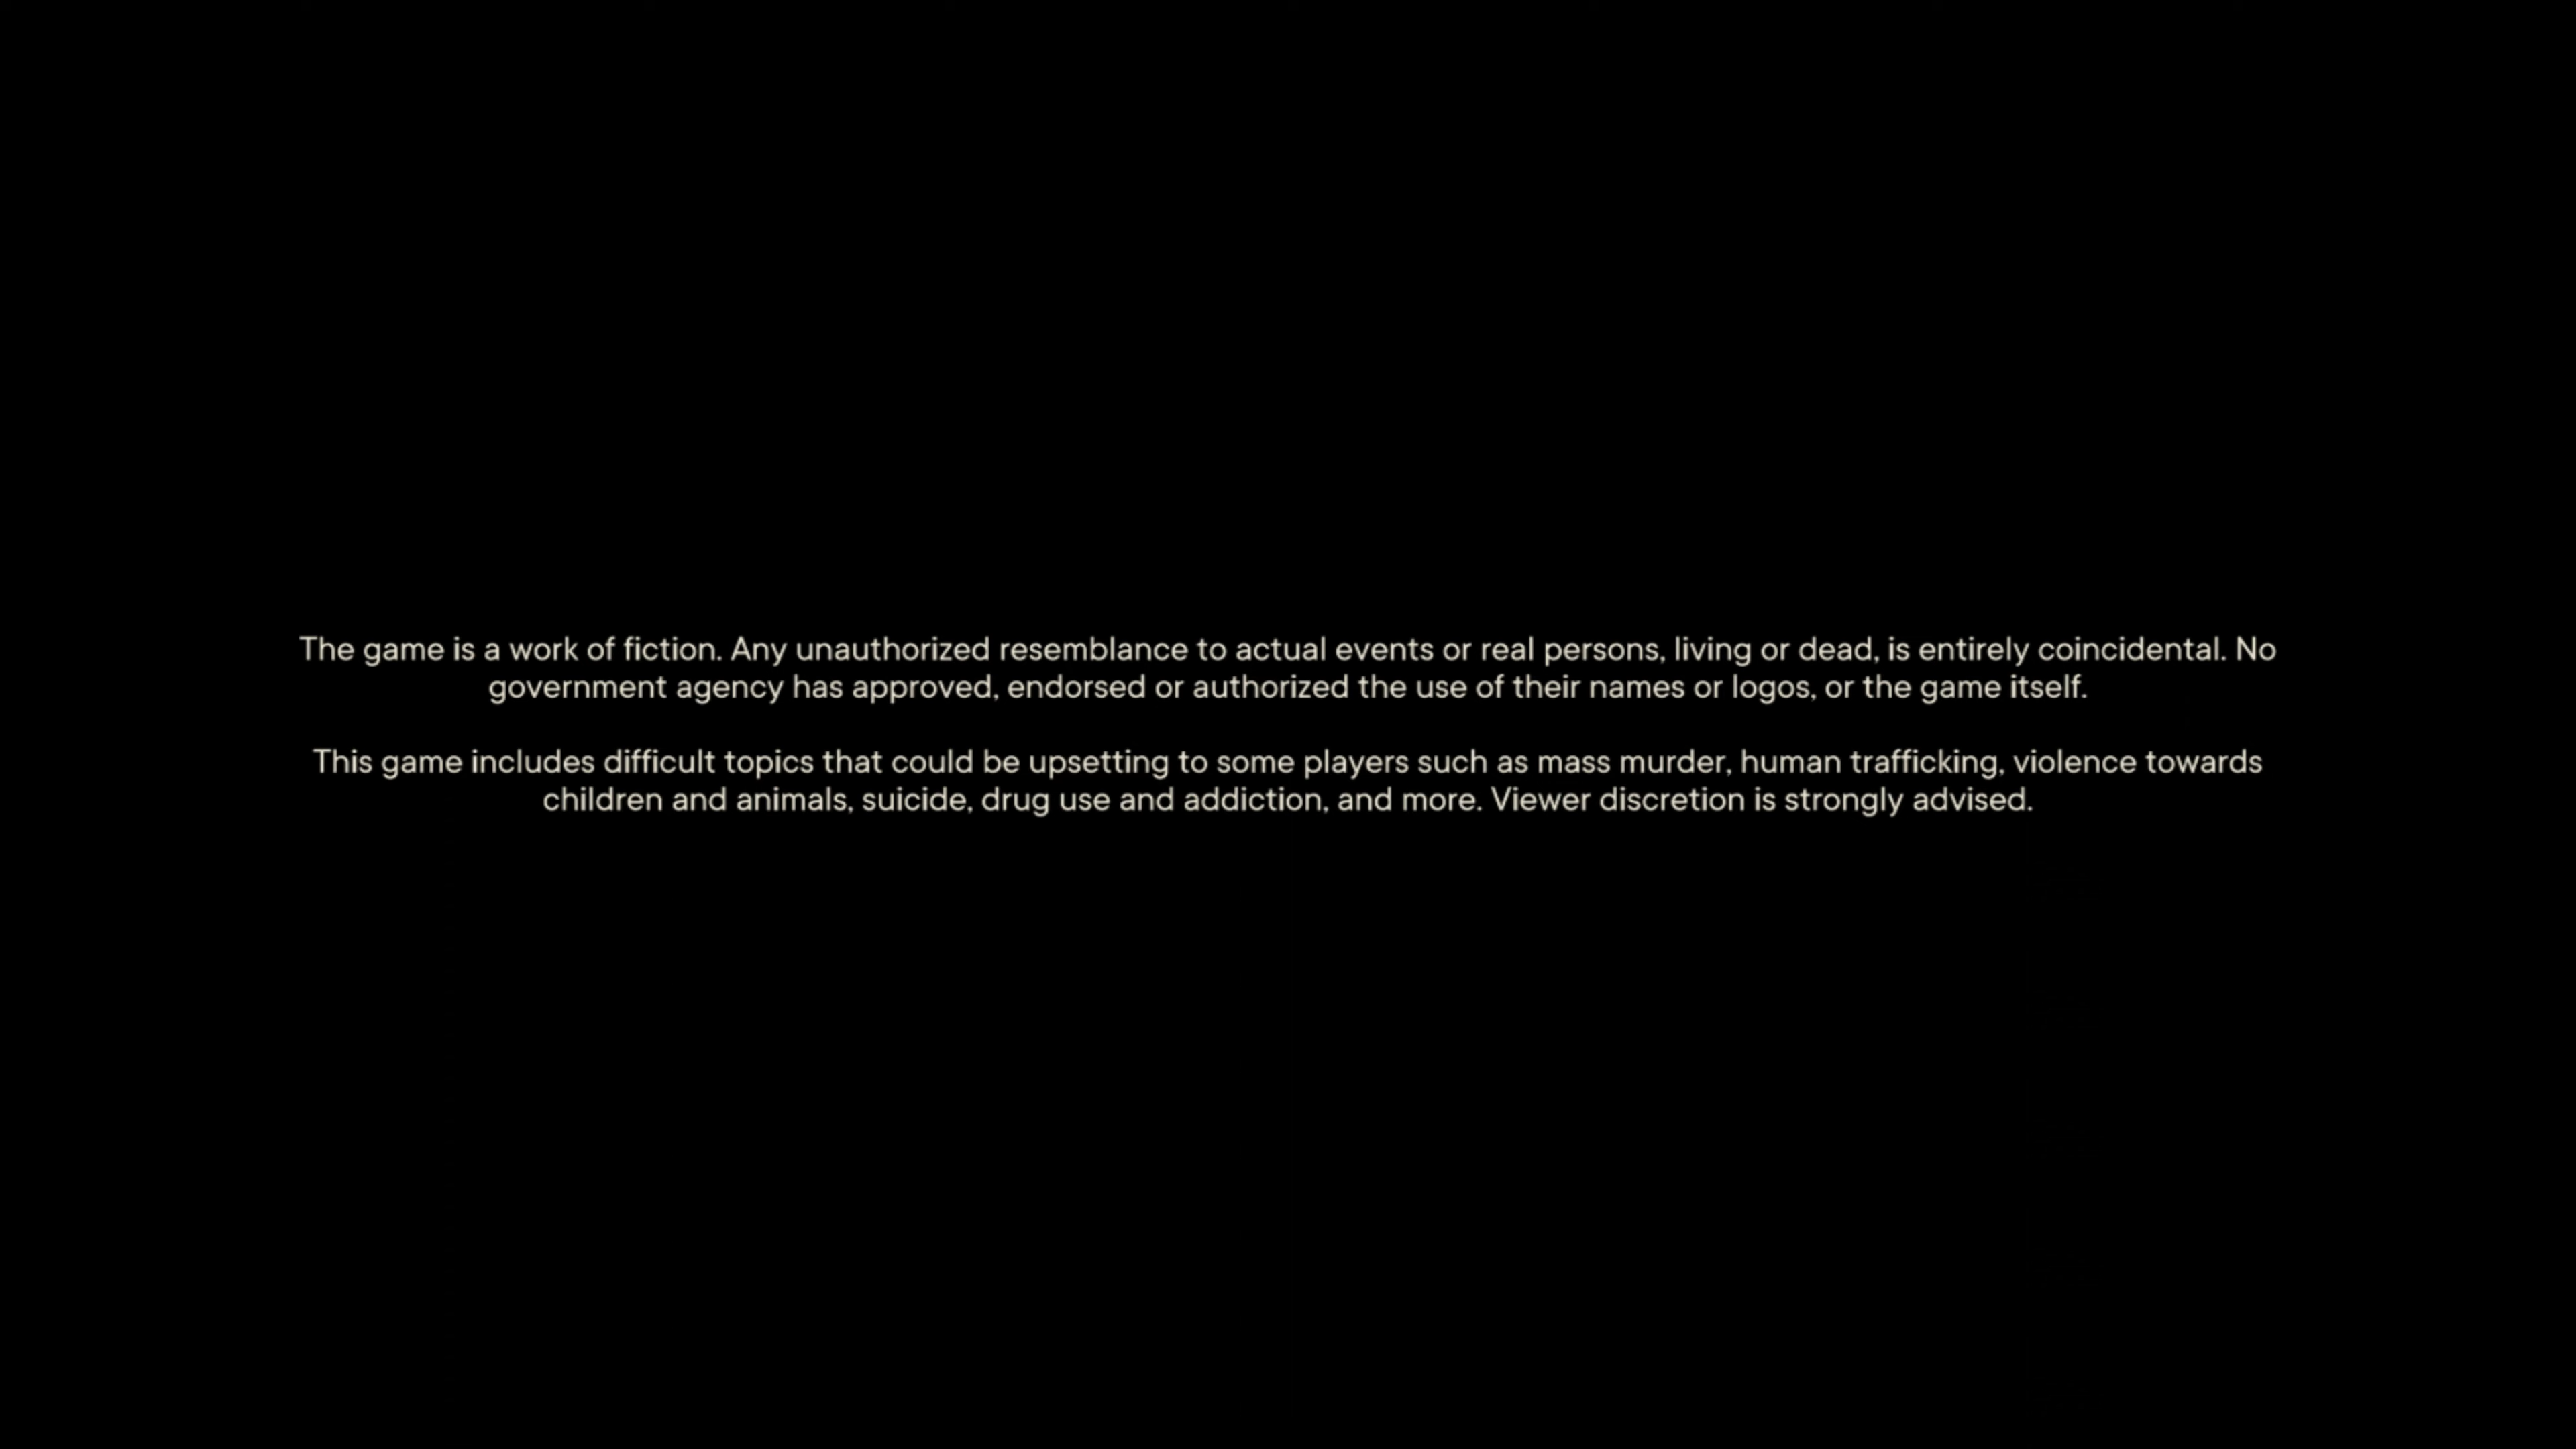 The game is a work of fiction. Any unauthorized resemblance to actual events or real persons, living or dead, is entirely coincidental. No
government agency has approved, endorsed or authorized the use of their names or logos, or the game itself.
This game includes difficult topics that could be upsetting to some players such as mass murder, human trafficking, violence towards
children and animals, suicide, drug use and addiction, and more. Viewer discretion is strongly advised.